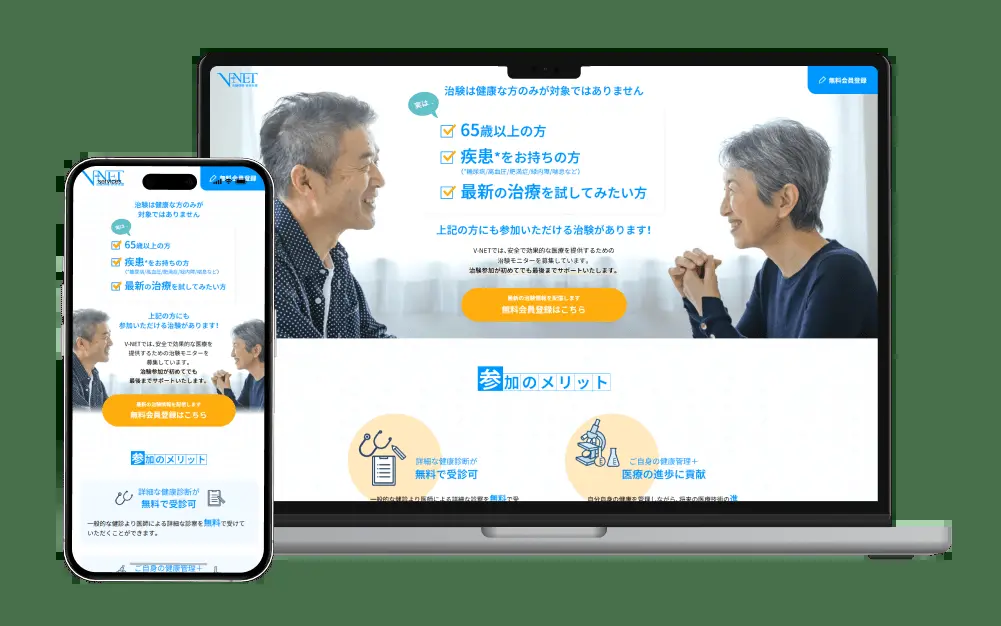 V-NET
無料会員登録
治験は健康な方のみが対象ではありません
実は..
65歳以上の方
疾患*をお持ちの方
(*糖尿病/高血圧/肥満症/緑内障/喘息など)
最新の治療を試してみたい方
上記の方にも参加いただける治験があります!
V-NETでは、安全で効果的な医療を提供するための
治験モニターを募集しています。
治験参加が初めてでも最後までサポートいたします。
最新の治験情報を配信します
無料会員登録はこちら
参加のメリット
詳細な健康診断が
無料で受診可
一般的な健診より医師による詳細な診察を無料で受
ご自身の健康管理+
医療の進歩に貢献
自分自身の健康を管理しながら、将来の医療技術の進
V-NET
services
無料会員登録
治験は健康な方のみが
対象ではありません
実は..
65歳以上の方
疾患*をお持ちの方
(*糖尿病/高血圧/肥満症/緑内障/喘息など)
最新の治療を試してみたい方
上記の方にも
参加いただける治験があります!
V-NETでは、安全で効果的な医療を
提供するための治験モニターを
募集しています。
治験参加が初めてでも
最後までサポートいたします。
最新の治験情報を配信します
無料会員登録はこちら
参加のメリット
詳細な健康診断が
無料で受診可
一般的な健診より医師による詳細な診察を無料で受けて
いただくことができます。
ご自身の健康管理+